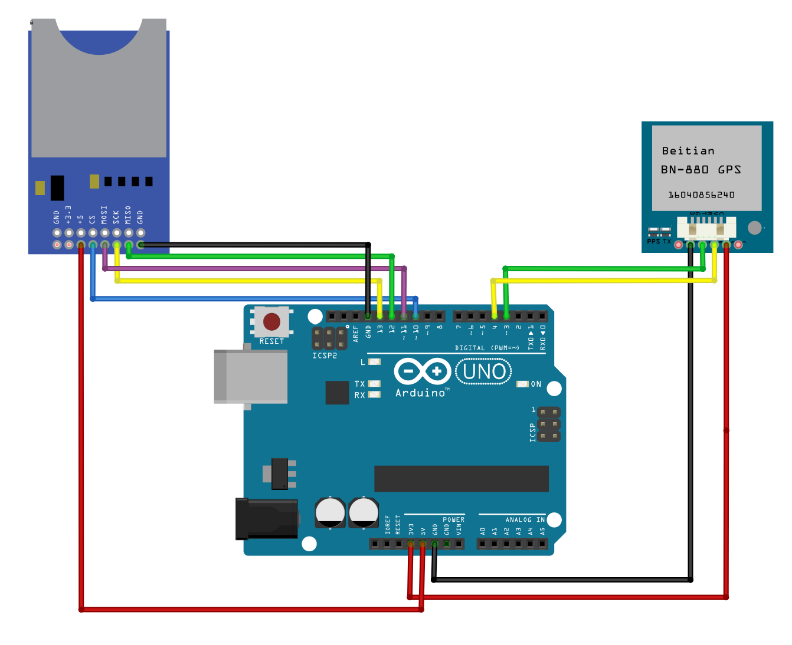 GND
+3.3
+5
CS
MOSI
SCK
MISO
GND
Beitian
BN-880 GPS
16040856240
PPS TX
RESET
ICSP2
AREF
GND
13
12
~11
~10
~9
8
7
~6
~5
4
~3
2
TX0▶1
RX0◀0
DIGITAL (PWM=~)
L
TX
RX
UNO
Arduino™
ON
1
ICSP
POWER
ANALOG IN
IOREF
RESET
3V3
5V
GND
GND
VIN
A0
A1
A2
A3
A4
A5